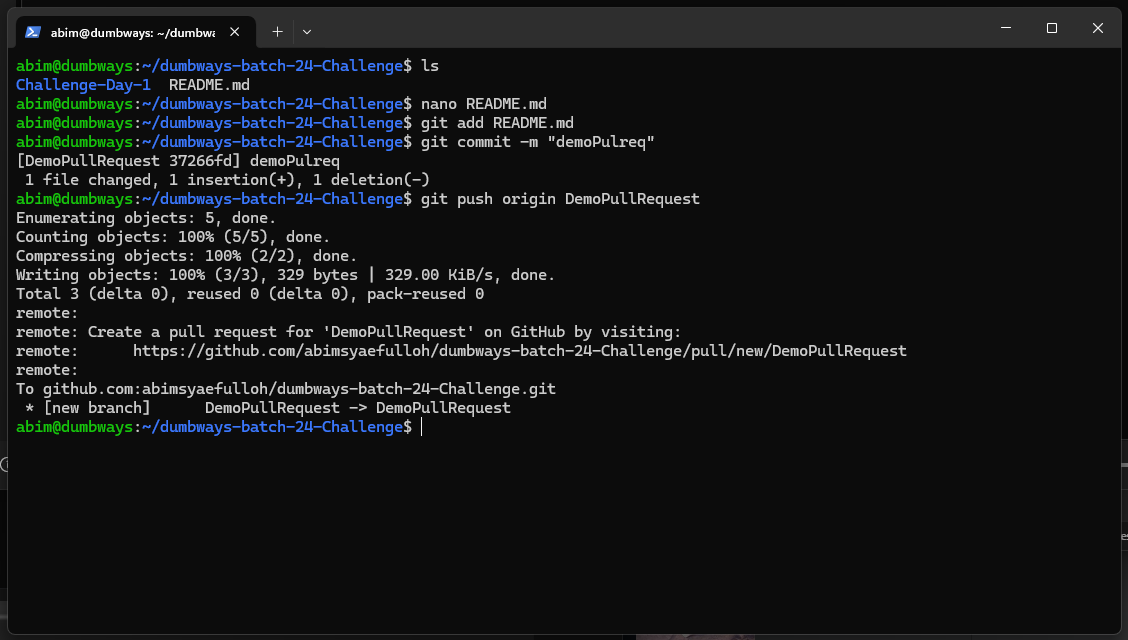 abim@dumbways: ~/dumbwa
abim@dumbways:~/dumbways-batch-24-Challenge$ ls
Challenge-Day-1  README.md
abim@dumbways:~/dumbways-batch-24-Challenge$ nano README.md
abim@dumbways:~/dumbways-batch-24-Challenge$ git add README.md
abim@dumbways:~/dumbways-batch-24-Challenge$ git commit -m "demoPulreq"
[DemoPullRequest 37266fd] demoPulreq
 1 file changed, 1 insertion(+), 1 deletion(-)
abim@dumbways:~/dumbways-batch-24-Challenge$ git push origin DemoPullRequest
Enumerating objects: 5, done.
Counting objects: 100% (5/5), done.
Compressing objects: 100% (2/2), done.
Writing objects: 100% (3/3), 329 bytes | 329.00 KiB/s, done.
Total 3 (delta 0), reused 0 (delta 0), pack-reused 0
remote:
remote: Create a pull request for 'DemoPullRequest' on GitHub by visiting:
remote:      https://github.com/abimsyaefulloh/dumbways-batch-24-Challenge/pull/new/DemoPullRequest
remote:
To github.com:abimsyaefulloh/dumbways-batch-24-Challenge.git
 * [new branch]      DemoPullRequest -> DemoPullRequest
abim@dumbways:~/dumbways-batch-24-Challenge$